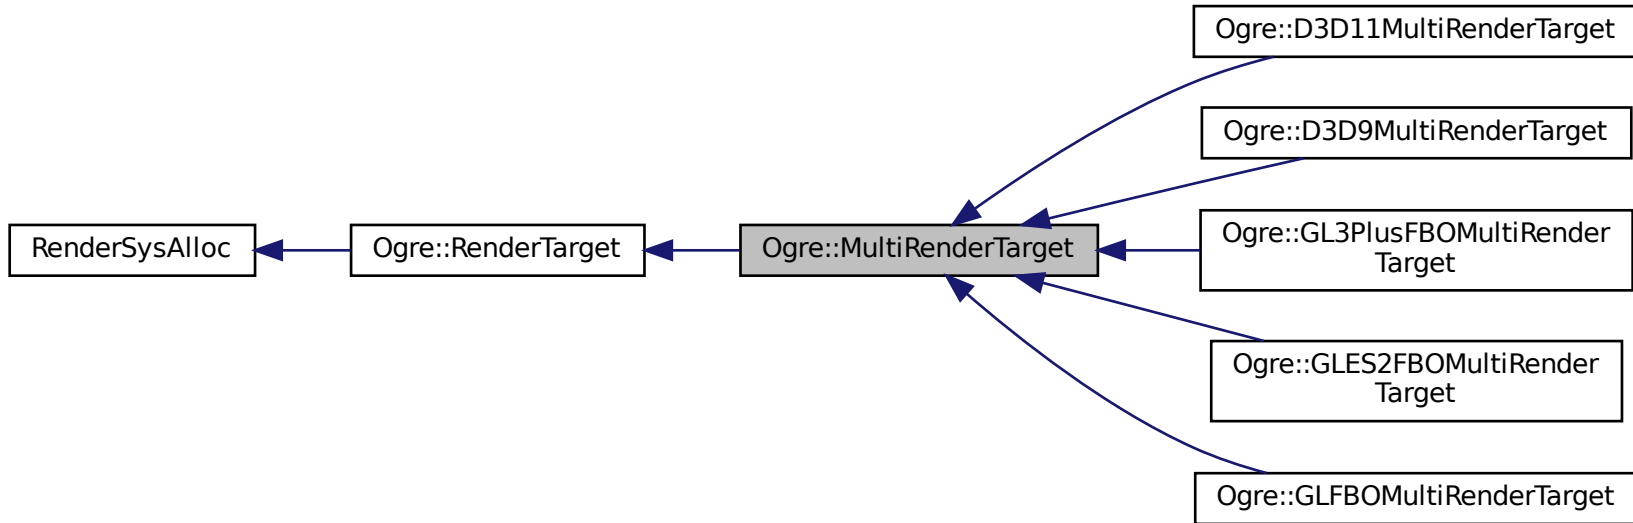 Ogre::D3D11MultiRenderTarget
Ogre::D3D9MultiRenderTarget
RenderSysAlloc
Ogre::RenderTarget
Ogre::MultiRenderTarget
Ogre::GL3PlusFBOMultiRender
Target
Ogre::GLES2FBOMultiRender
Target
Ogre::GLFBOMultiRenderTarget